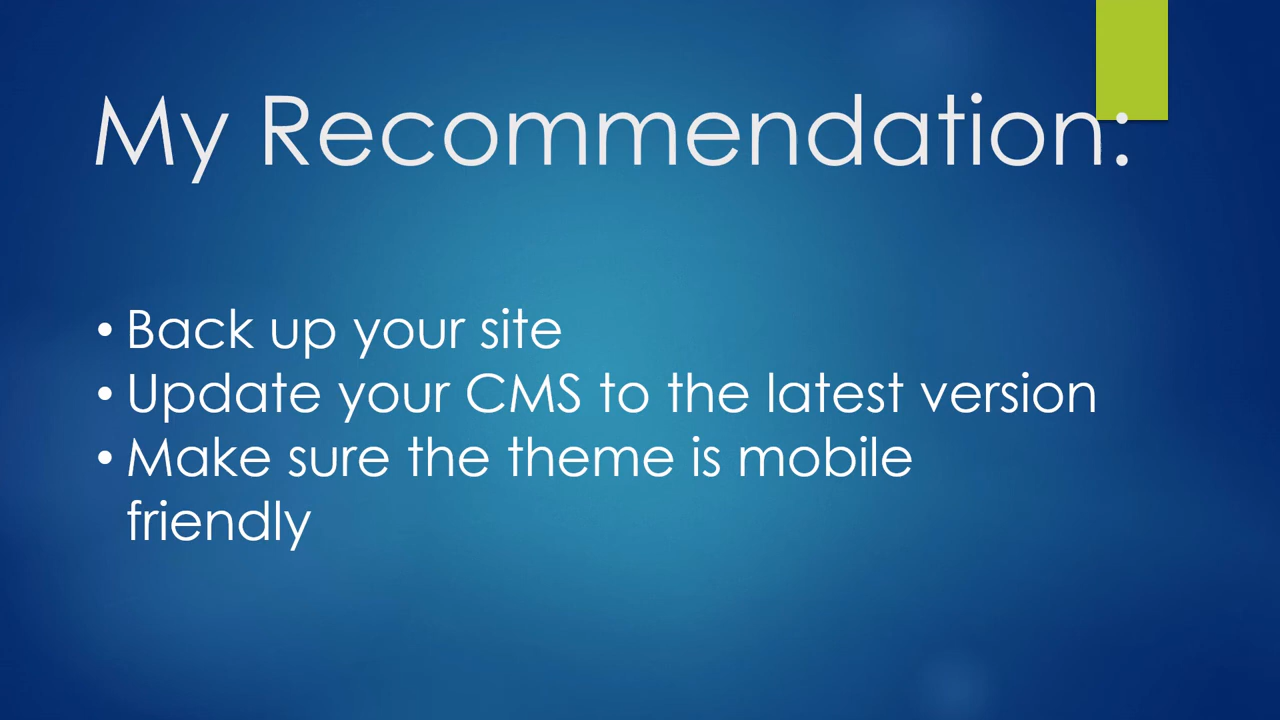 My Recommendation:
• Back up your site
• Update your CMS to the latest version
• Make sure the theme is mobile
friendly